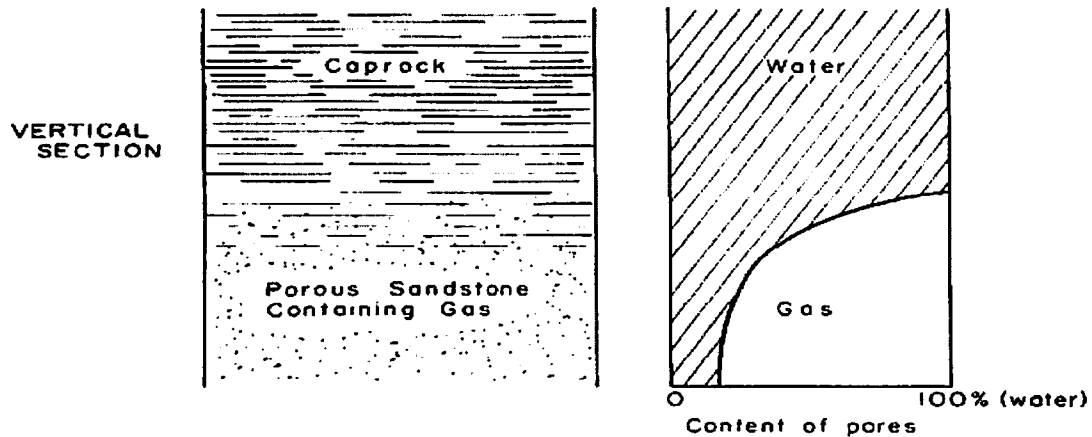 Caprock
VERTICAL
SECTION
Porous Sandstone
Containing Gas
Water
Gas
0
100% (water)
Content of pores